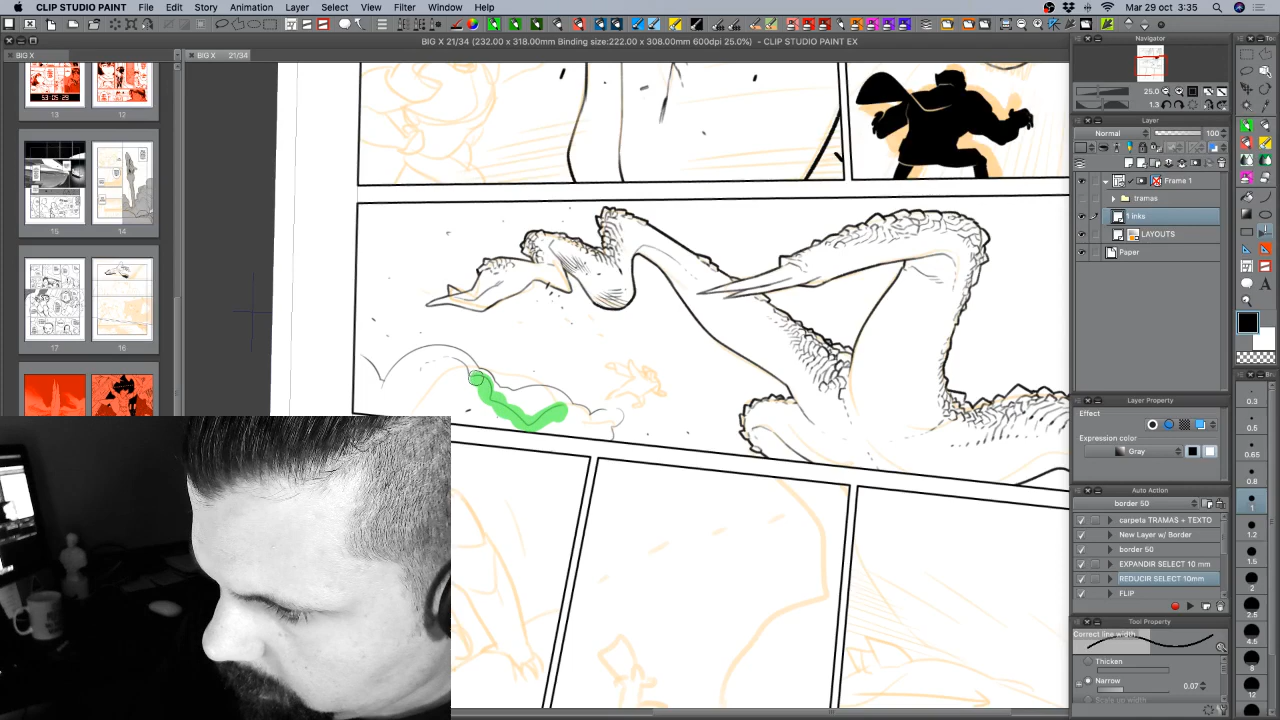 CLIP STUDIO PAINT File Edit Story Animation Layer Select View Filter Window Help Mar 29 oct 3:35
BIG X 21/34 (232.00 x 318.00mm Binding size:222.00 x 308.00mm 600dpi 25.0%) - CLIP STUDIO PAINT EX
BIG X
BIG X 21/34
13 12
15 14
17 16
Navigator
25.0
1.3
Layer
Normal 100
Frame 1
tramas
1 inks
LAYOUTS
Paper
Layer Property
Effect
Expression color
Gray
Auto Action
border 50
carpeta TRAMAS + TEXTO
New Layer w/ Border
border 50
EXPANDIR SELECT 10 mm
REDUCIR SELECT 10mm
FLIP
Tool Property
Correct line width
Thicken
Narrow 0.07
Scale up width
To
Br
0.3
0.5
0.65
0.8
1
1.2
1.5
2
2.5
4.5
8
12